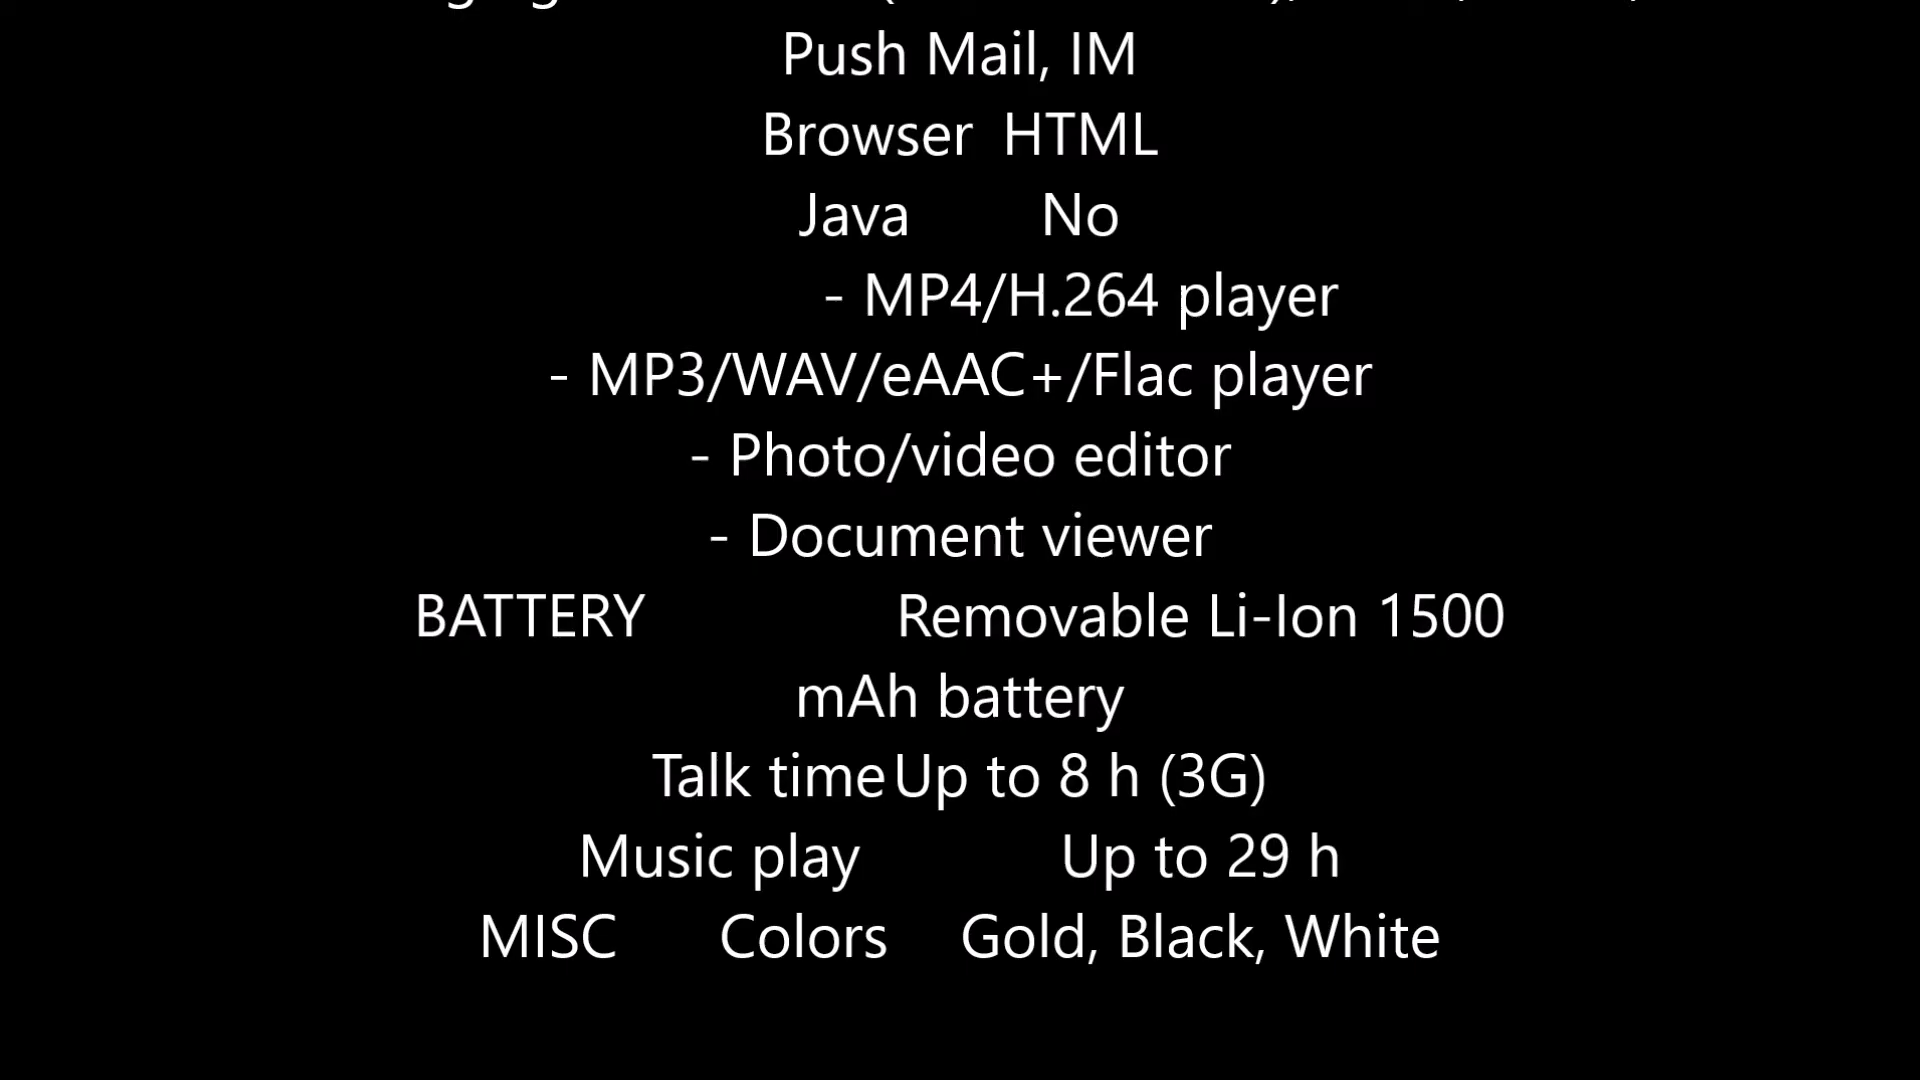 Push Mail, IM
Browser HTML
Java No
- MP4/H.264 player
- MP3/WAV/eAAC+/Flac player
- Photo/video editor
- Document viewer
BATTERY Removable Li-Ion 1500
mAh battery
Talk time Up to 8 h (3G)
Music play Up to 29 h
MISC Colors Gold, Black, White